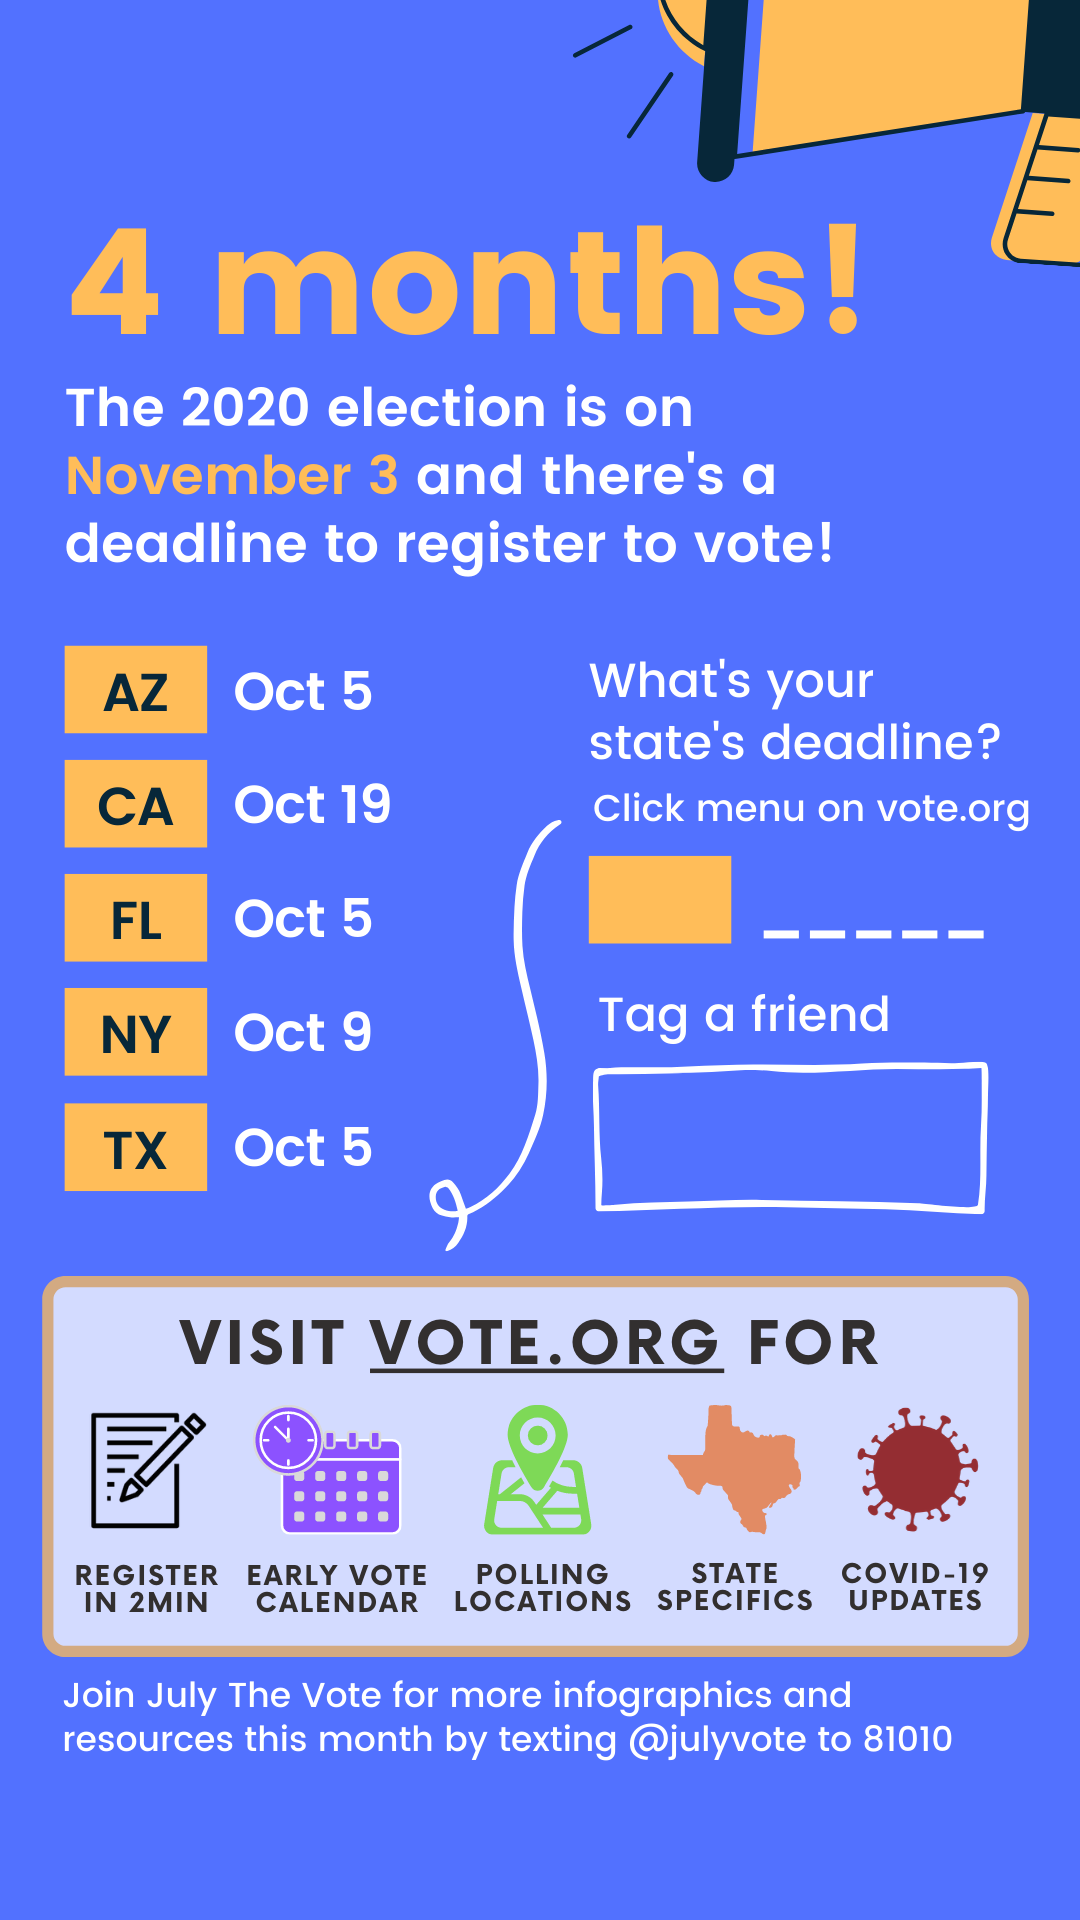 4 months!
The 2020 election is on
November 3 and there's a
deadline to register to vote!
AZ Oct 5
CA Oct 19
FL Oct 5
NY Oct 9
TX Oct 5
What's your
state's deadline?
Click menu on vote.org
_ _ _ _ _
Tag a friend
VISIT VOTE.ORG FOR
REGISTER
IN 2MIN
EARLY VOTE
CALENDAR
POLLING
LOCATIONS
STATE
SPECIFICS
COVID-19
UPDATES
Join July The Vote for more infographics and
resources this month by texting @julyvote to 81010